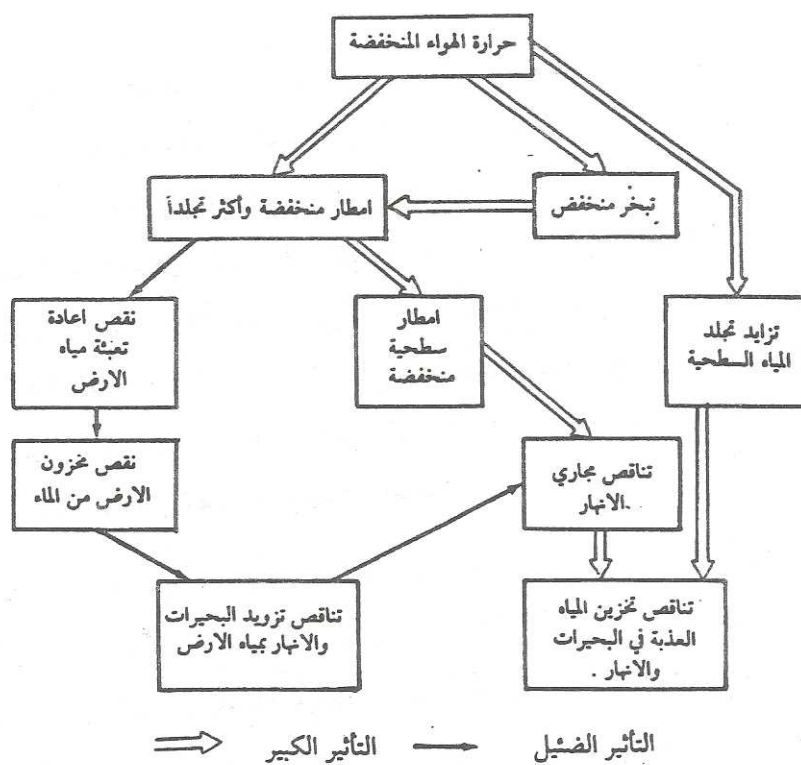 حرارة الهواء المنخفضة
امطار منخفضة وأكثر تجلداً
تبخر منخفض
نقص اعادة
تعبئة مياه
الارض
امطار
سطحية
منخفضة
تزايد تجلد
المياه السطحية
نقص مخزون
الارض من الماء
تناقص مجاري
الانهار.
تناقص تزويد البحيرات
والانهار بمياه الارض
تناقص تخزين المياه
العذبة في البحيرات
والانهار .
التأثير الكبير
التأثير الضئيل